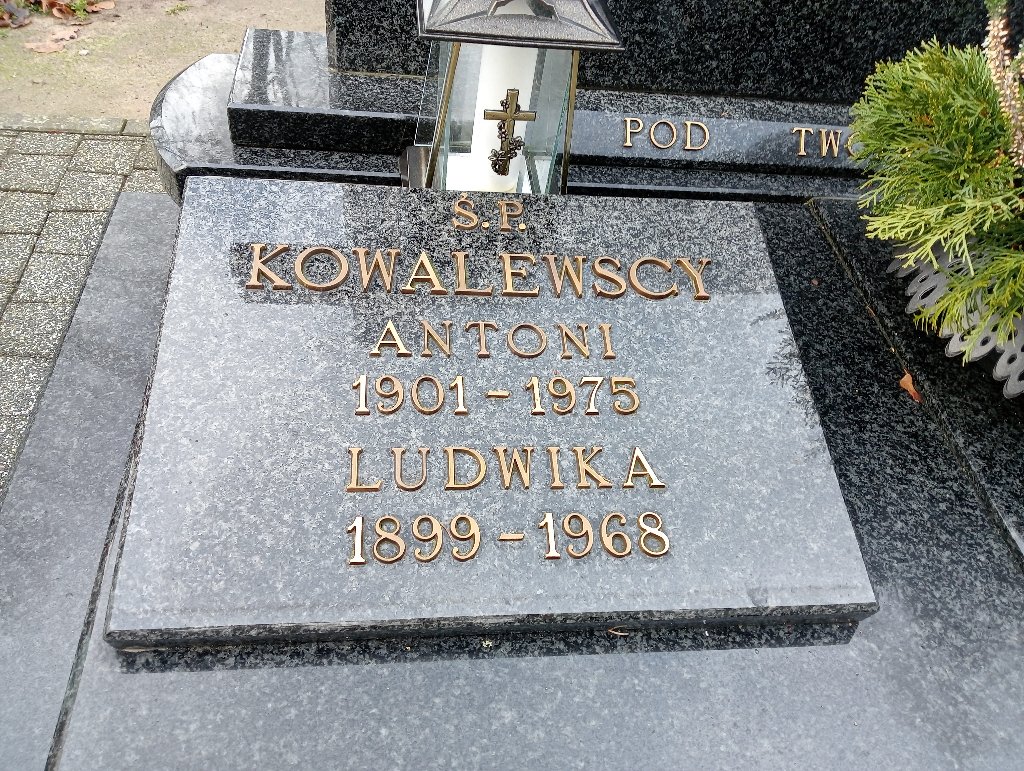 POD
Ś.P.
KOWALEWSCY
ANTONI
1901-1975
LUDWIKA
1899-1968